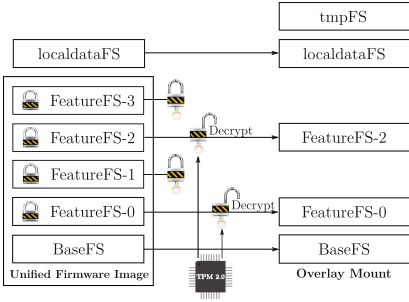 tmpFS
localdataFS
localdataFS
FeatureFS-3
FeatureFS-2
Decrypt
FeatureFS-2
FeatureFS-1
FeatureFS-0
Decrypt
FeatureFS-0
BaseFS
BaseFS
Unified Firmware Image
TPM 2.0
Overlay Mount